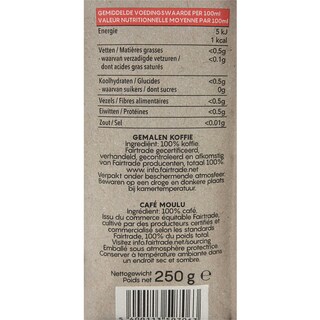 GEMIDDELDE VOEDINGSWAARDE PER 100ml
VALEUR NUTRITIONNELLE MOYENNE PAR 100ml
Energie 5 kJ
1 kcal
Vetten / Matières grasses <0.5g
- waarvan verzadigde vetzuren / <0.1g
dont acides gras saturés
Koolhydraten / Glucides <0.5g
- waarvan suikers / dont sucres 0g
Vezels / Fibres alimentaires <0.5g
Eiwitten / Protéines <0.5g
Zout / Sel <0.01g
GEMALEN KOFFIE
Ingrediënt: 100% koffie.
Fairtrade gecertificeerd,
verhandeld, gecontroleerd en afkomstig
van Fairtrade producenten, totaal 100%.
www.info.fairtrade.net
Verpakt onder beschermende atmosfeer
Bewaren op een droge en donkere plaats
bij kamertemperatuur.
CAFÉ MOULU
Ingrédient: 100% café.
Issu du commerce équitable Fairtrade,
cultivé par des producteurs certifiés et
commercialisé selon les standards
Fairtrade. 100% du poids total.
Visitez info.fairtrade.net/sourcing
Emballé sous atmosphère protectrice
Conserver à température ambiante dans
un endroit sec et sombre.
Nettogewicht
Poids net 250 g e